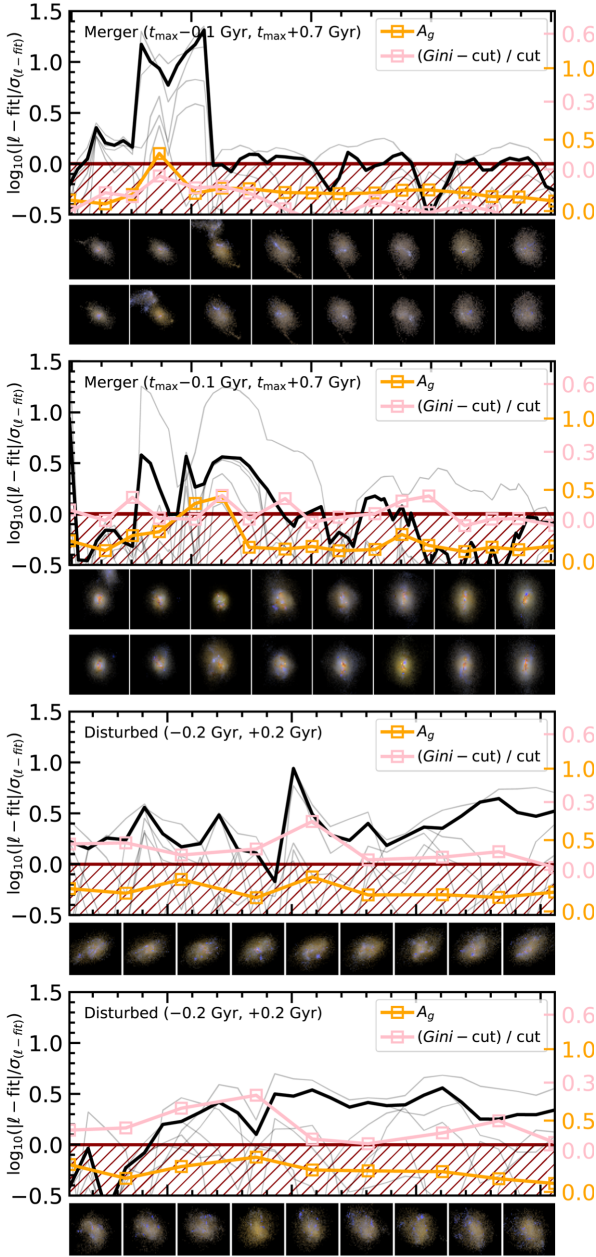 1.5
1.0
0.5
0.0
−0.5
log₁₀(|ℓ − fit|/σ₍ℓ₋fit₎)
Merger (tmax−0.1 Gyr, tmax+0.7 Gyr)
Ag
(Gini − cut) / cut
0.6
0.3
0.0
1.0
0.5
0.0
1.5
1.0
0.5
0.0
−0.5
log₁₀(|ℓ − fit|/σ₍ℓ₋fit₎)
Merger (tmax−0.1 Gyr, tmax+0.7 Gyr)
Ag
(Gini − cut) / cut
0.6
0.3
0.0
1.0
0.5
0.0
1.5
1.0
0.5
0.0
−0.5
log₁₀(|ℓ − fit|/σ₍ℓ₋fit₎)
Disturbed (−0.2 Gyr, +0.2 Gyr)
Ag
(Gini − cut) / cut
0.6
0.3
0.0
1.0
0.5
0.0
1.5
1.0
0.5
0.0
−0.5
log₁₀(|ℓ − fit|/σ₍ℓ₋fit₎)
Disturbed (−0.2 Gyr, +0.2 Gyr)
Ag
(Gini − cut) / cut
0.6
0.3
0.0
1.0
0.5
0.0